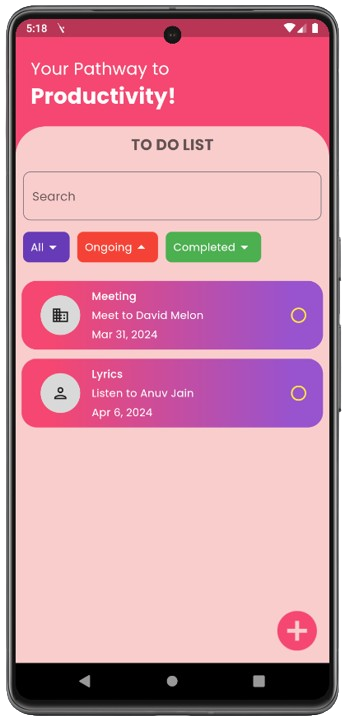 5:18
Your Pathway to
Productivity!
TO DO LIST
Search
All Ongoing Completed
Meeting
Meet to David Melon
Mar 31, 2024
Lyrics
Listen to Anuv Jain
Apr 6, 2024